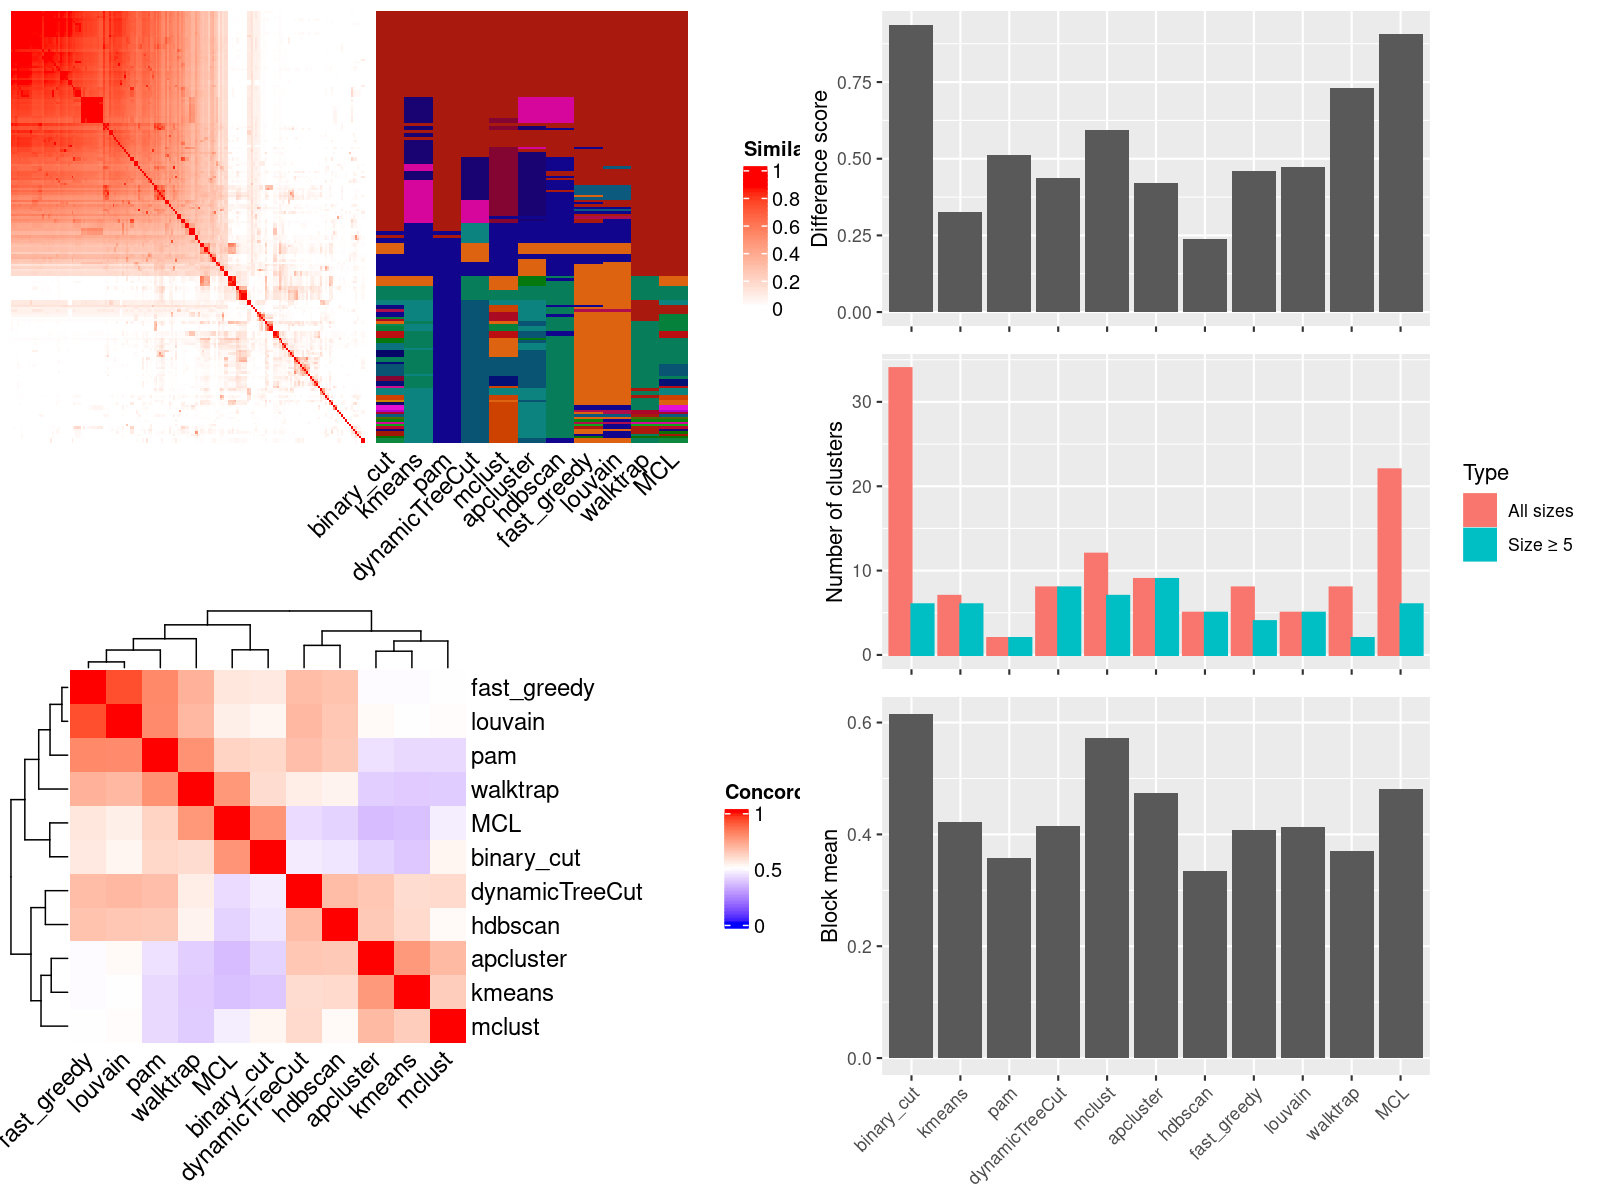 Simila
1
0.8
0.6
0.4
0.2
0
binary_cut
kmeans
pam
dynamicTreeCut
mclust
apcluster
hdbscan
fast_greedy
louvain
walktrap
MCL
fast_greedy
louvain
pam
walktrap
MCL
binary_cut
dynamicTreeCut
hdbscan
apcluster
kmeans
mclust
fast_greedy
louvain
pam
walktrap
MCL
binary_cut
dynamicTreeCut
hdbscan
apcluster
kmeans
mclust
Concord
1
0.5
0
Difference score
0.75
0.50
0.25
0.00
Number of clusters
30
20
10
0
Type
All sizes
Size ≥ 5
Block mean
0.6
0.4
0.2
0.0
binary_cut
kmeans
pam
dynamicTreeCut
mclust
apcluster
hdbscan
fast_greedy
louvain
walktrap
MCL